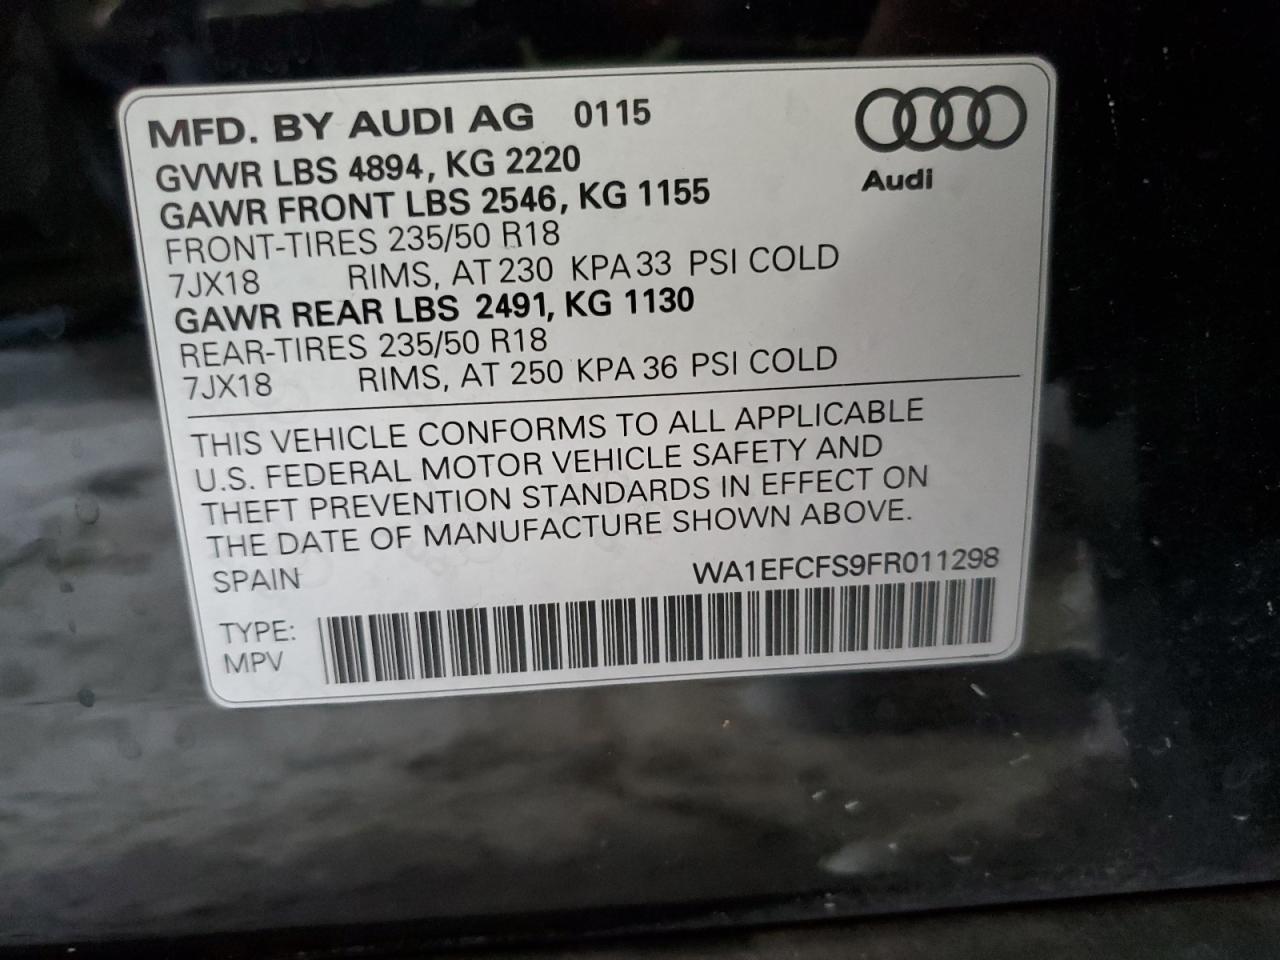 MFD. BY AUDI AG 0115
Audi
GVWR LBS 4894, KG 2220
GAWR FRONT LBS 2546, KG 1155
FRONT-TIRES 235/50 R18
7JX18 RIMS, AT 230 KPA 33 PSI COLD
GAWR REAR LBS 2491, KG 1130
REAR-TIRES 235/50 R18
7JX18 RIMS, AT 250 KPA 36 PSI COLD
THIS VEHICLE CONFORMS TO ALL APPLICABLE
U.S. FEDERAL MOTOR VEHICLE SAFETY AND
THEFT PREVENTION STANDARDS IN EFFECT ON
THE DATE OF MANUFACTURE SHOWN ABOVE.
SPAIN WA1EFCFS9FR011298
TYPE:
MPV